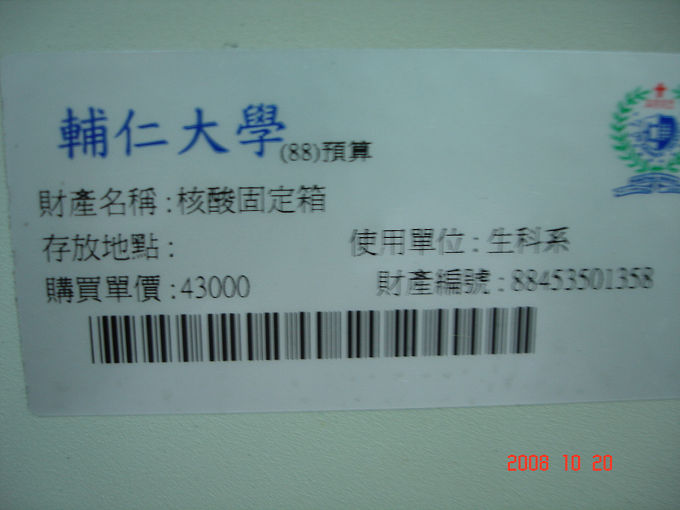 輔仁大學(88)預算
財產名稱:核酸固定箱
存放地點: 使用單位:生科系
購買單價:43000 財產編號:88453501358
2008 10 20